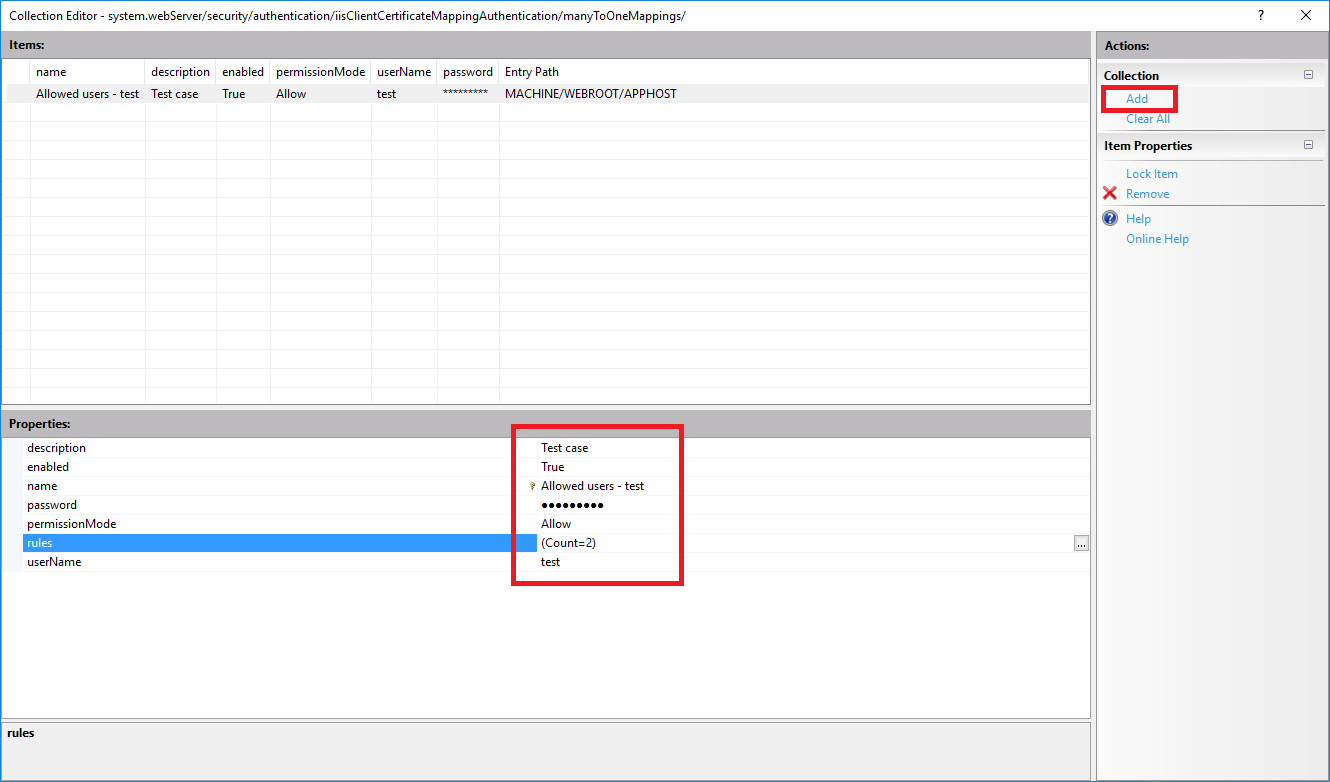 Collection Editor - system.webServer/security/authentication/iisClientCertificateMappingAuthentication/manyToOneMappings/ ?
Items:
name description enabled permissionMode userName password Entry Path
Allowed users - test Test case True Allow test ********* MACHINE/WEBROOT/APPHOST
Properties:
description Test case
enabled True
name Allowed users - test
password ●●●●●●●●●
permissionMode Allow
rules (Count=2) ...
userName test
rules
Actions:
Collection
Add
Clear All
Item Properties
Lock Item
Remove
? Help
Online Help